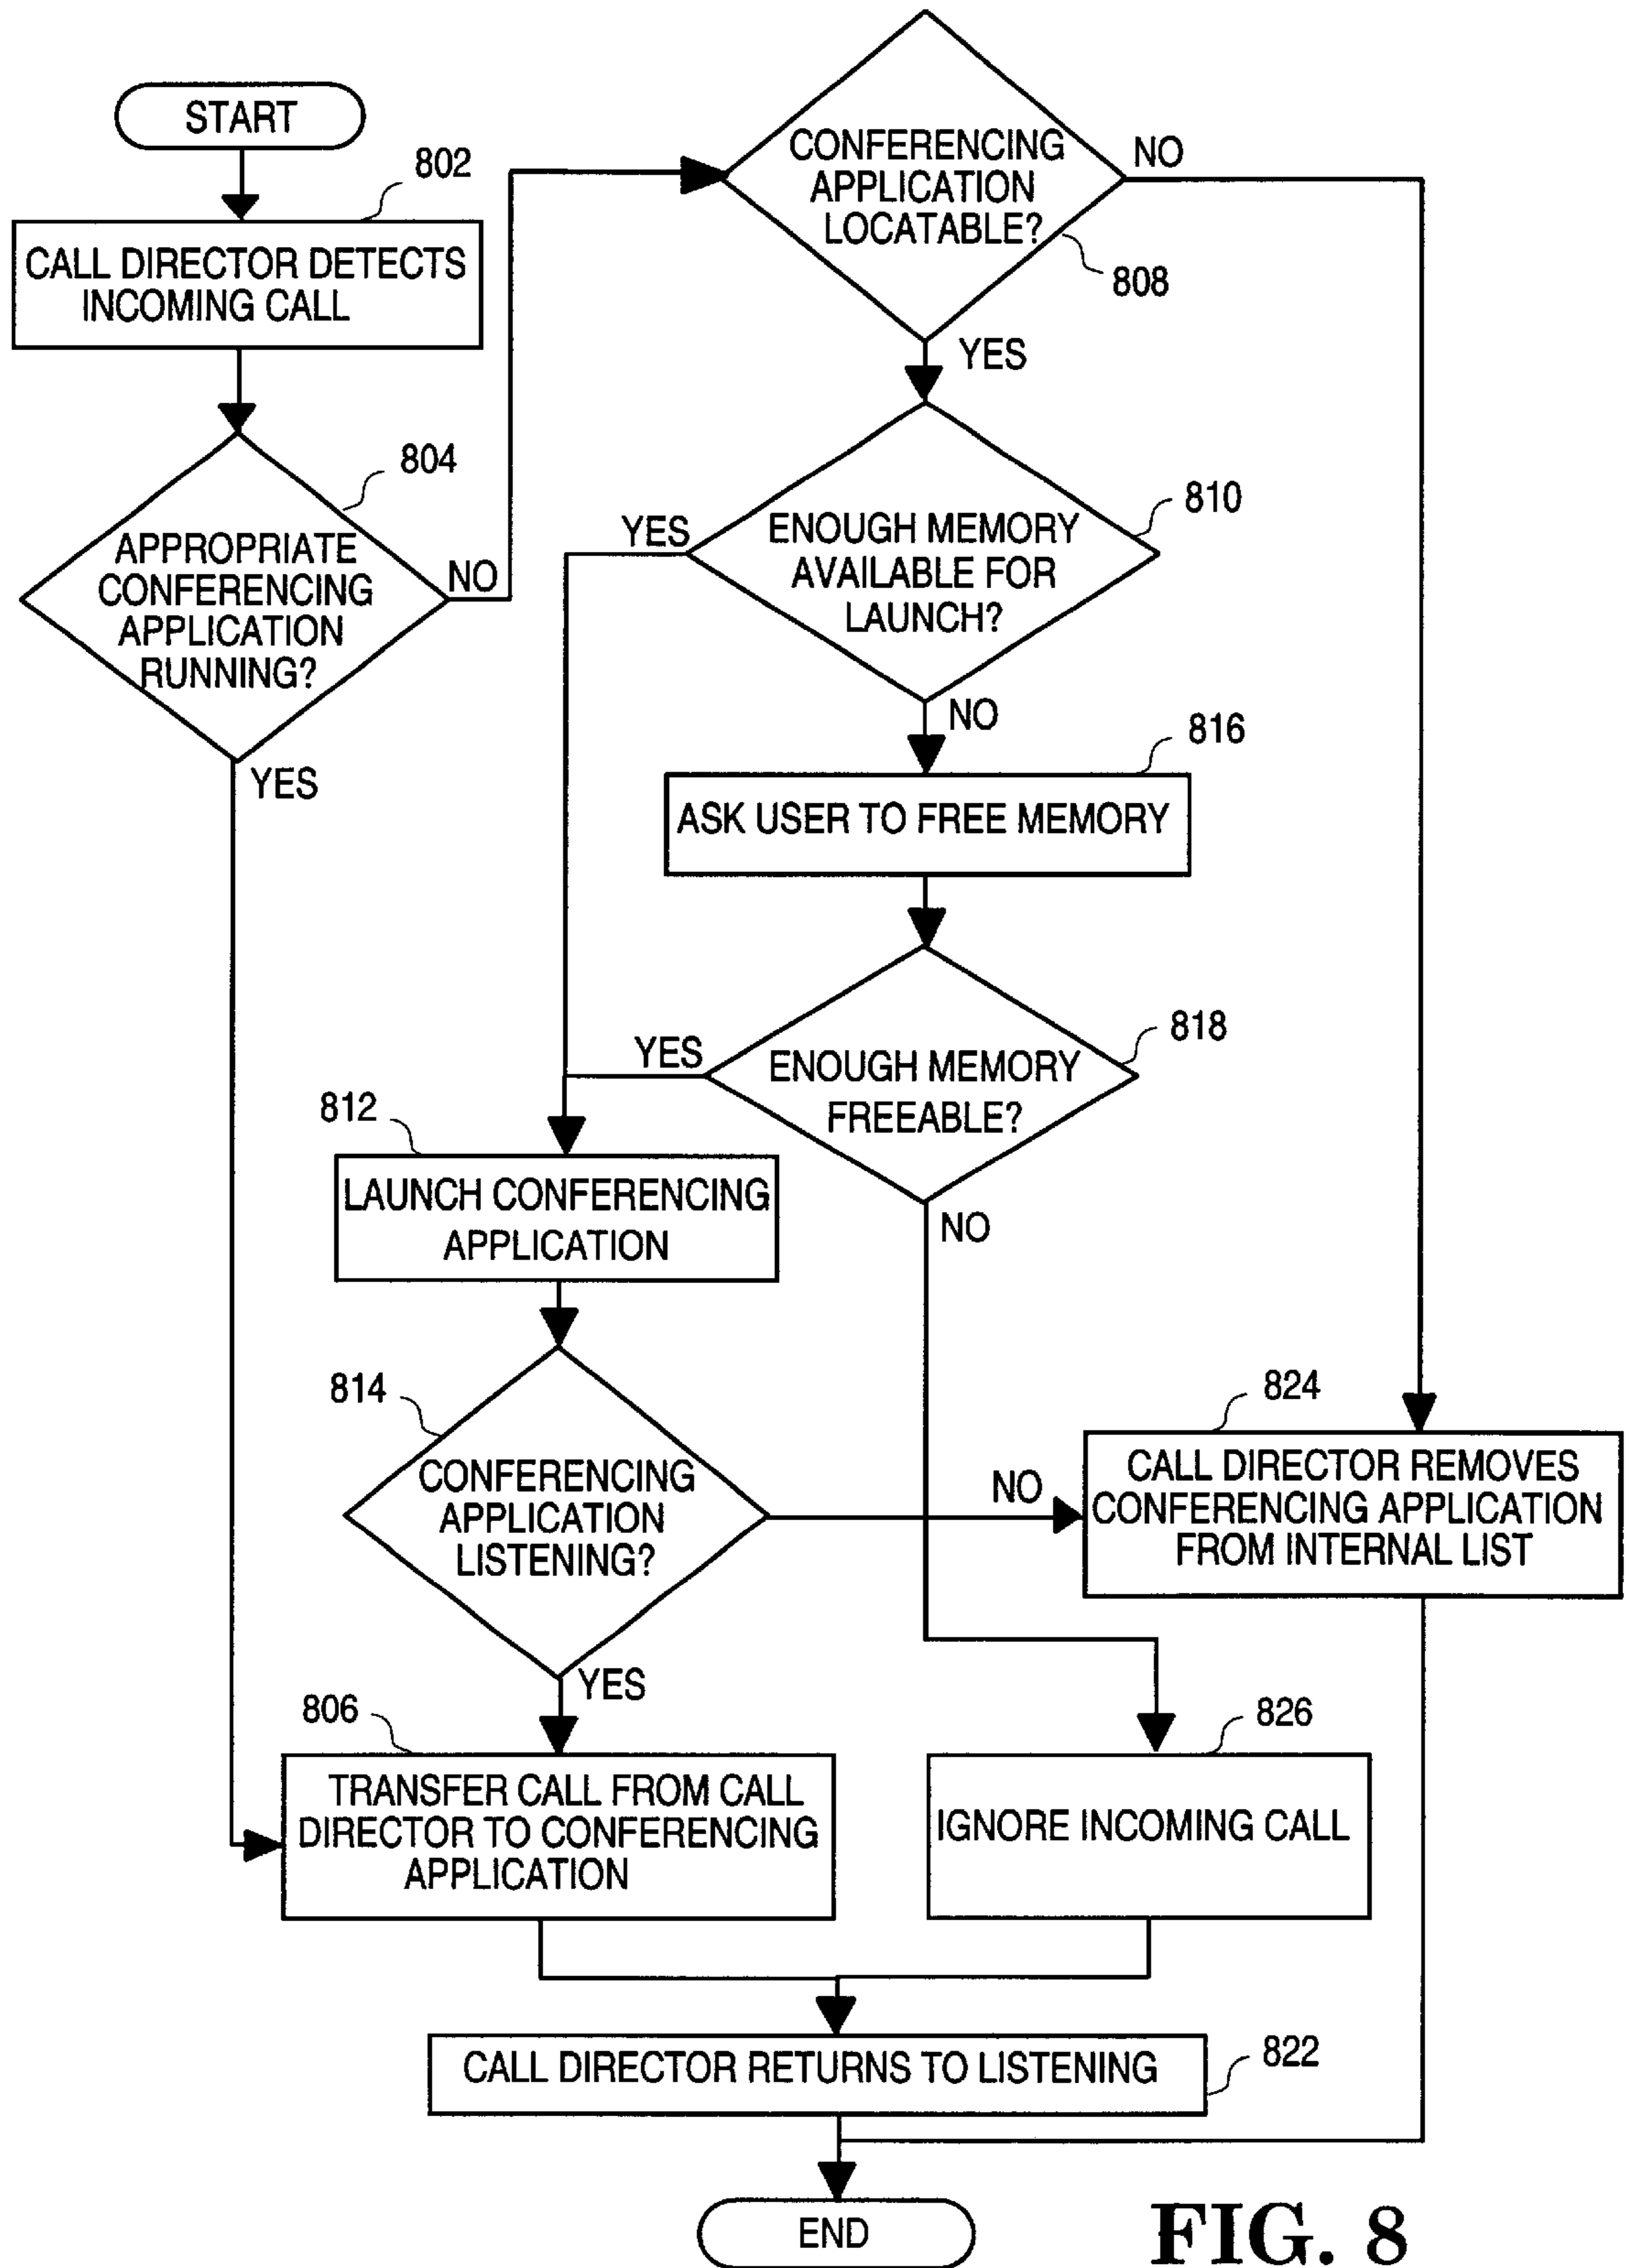 START
802
CALL DIRECTOR DETECTS
INCOMING CALL
804
APPROPRIATE
CONFERENCING
APPLICATION
RUNNING?
NO
YES
CONFERENCING
APPLICATION
LOCATABLE?
NO
808
YES
810
YES
ENOUGH MEMORY
AVAILABLE FOR
LAUNCH?
NO
816
ASK USER TO FREE MEMORY
818
YES
ENOUGH MEMORY
FREEABLE?
NO
812
LAUNCH CONFERENCING
APPLICATION
814
CONFERENCING
APPLICATION
LISTENING?
NO
YES
824
CALL DIRECTOR REMOVES
CONFERENCING APPLICATION
FROM INTERNAL LIST
806
TRANSFER CALL FROM CALL
DIRECTOR TO CONFERENCING
APPLICATION
826
IGNORE INCOMING CALL
CALL DIRECTOR RETURNS TO LISTENING
822
END
FIG. 8